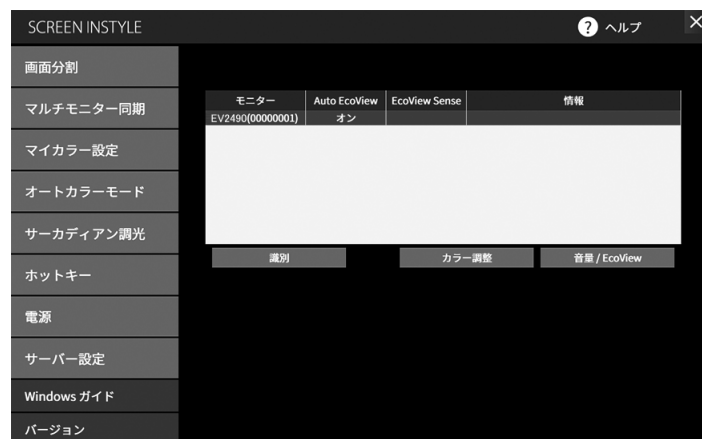 SCREEN INSTYLE
? ヘルプ
画面分割
マルチモニター同期
マイカラー設定
オートカラーモード
サーカディアン調光
ホットキー
電源
サーバー設定
Windows ガイド
バージョン
モニター Auto EcoView EcoView Sense 情報
EV2490(00000001) オン
識別 カラー調整 音量 / EcoView